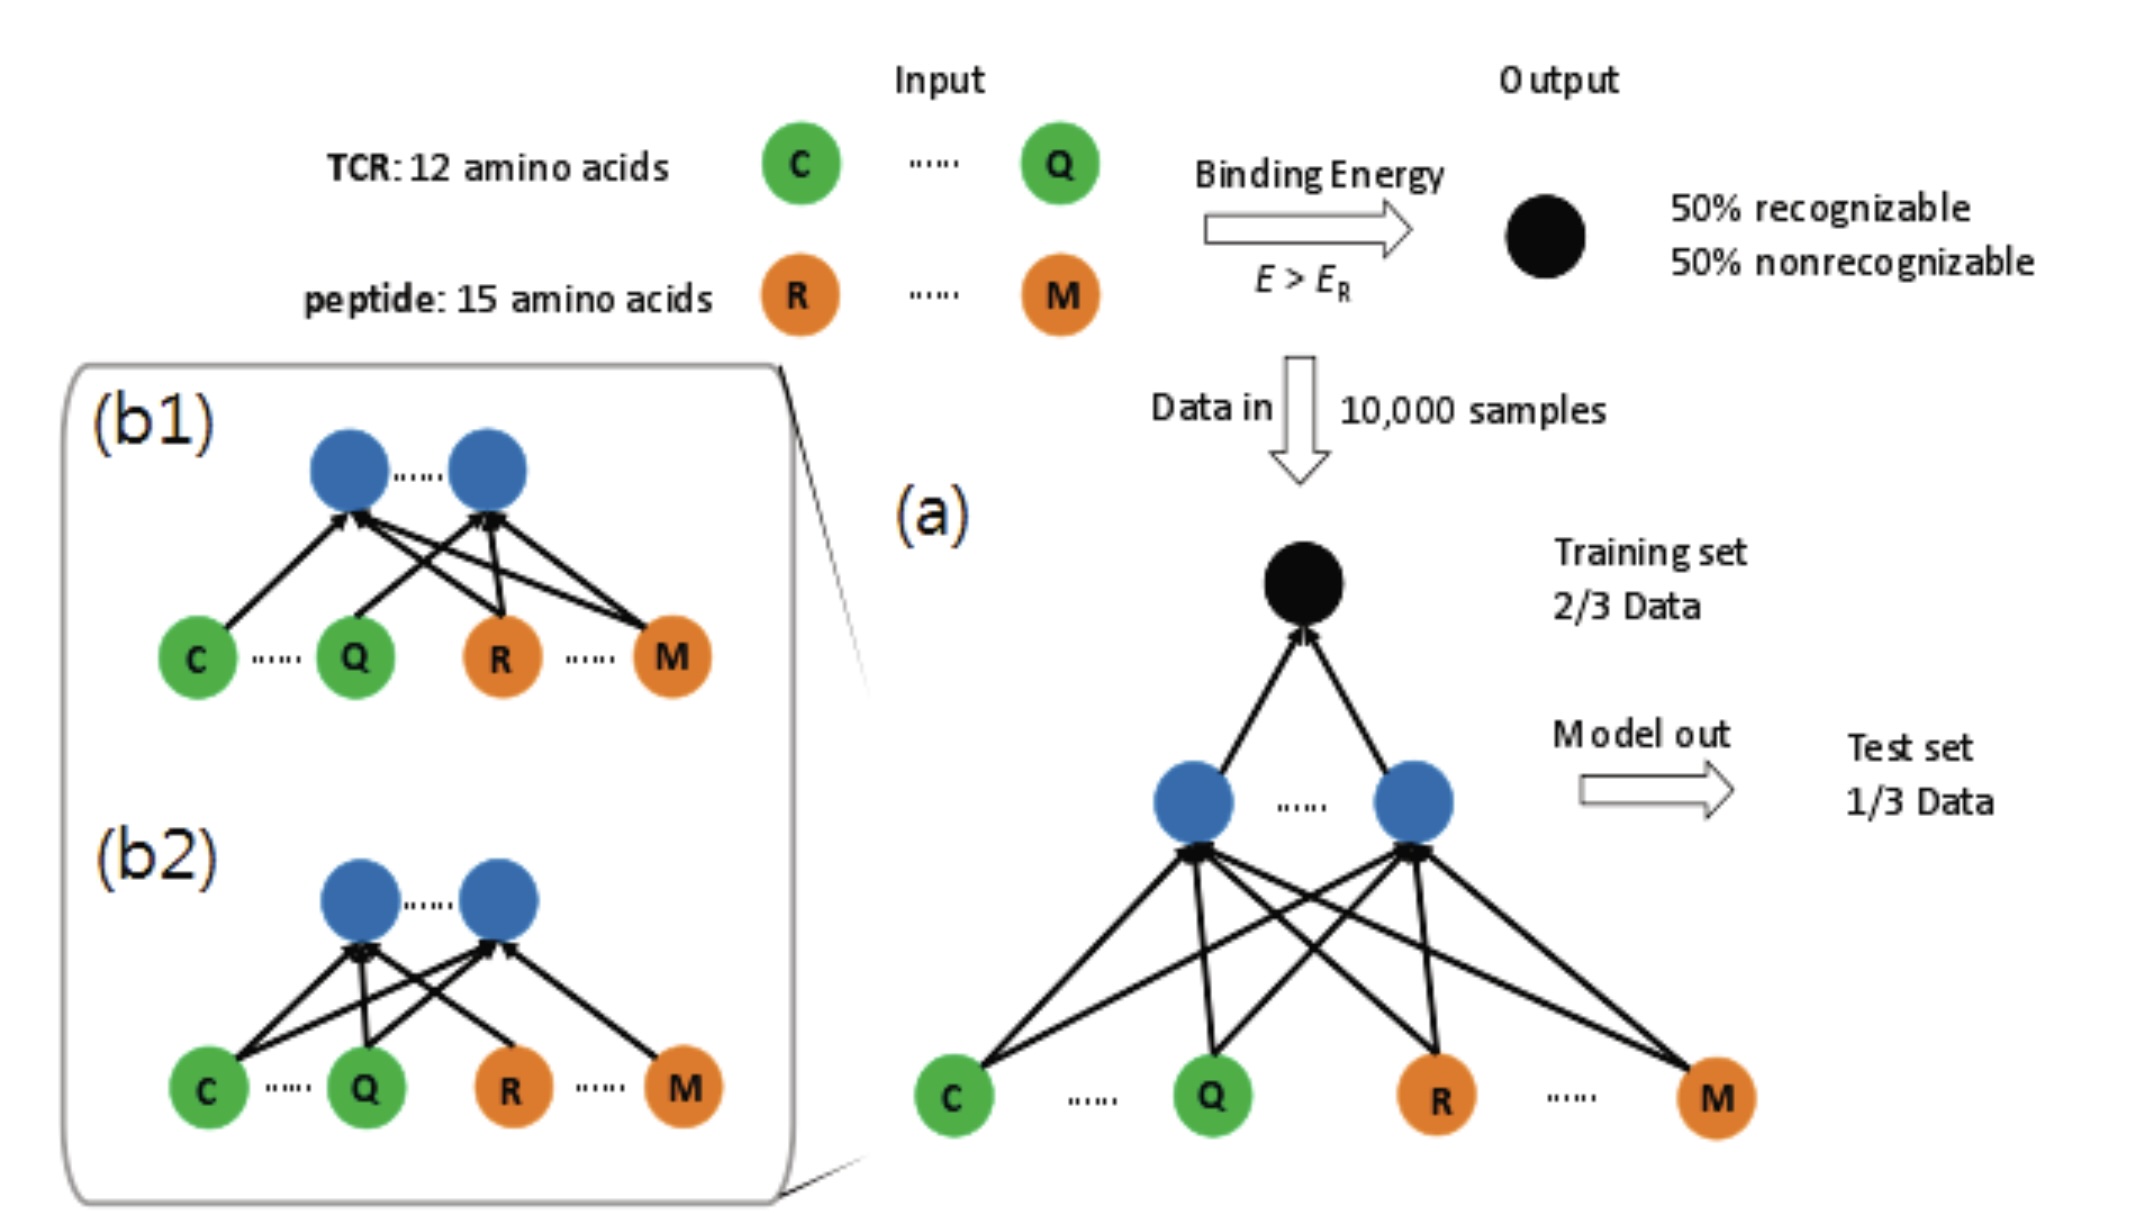 Input
Output
TCR: 12 amino acids
C
......
Q
Binding Energy
E > ER
50% recognizable
50% nonrecognizable
peptide: 15 amino acids
R
......
M
Data in
10,000 samples
(b1)
......
C
......
Q
R
......
M
(b2)
......
C
......
Q
R
......
M
(a)
Training set
2/3 Data
......
Model out
Test set
1/3 Data
C
......
Q
R
......
M